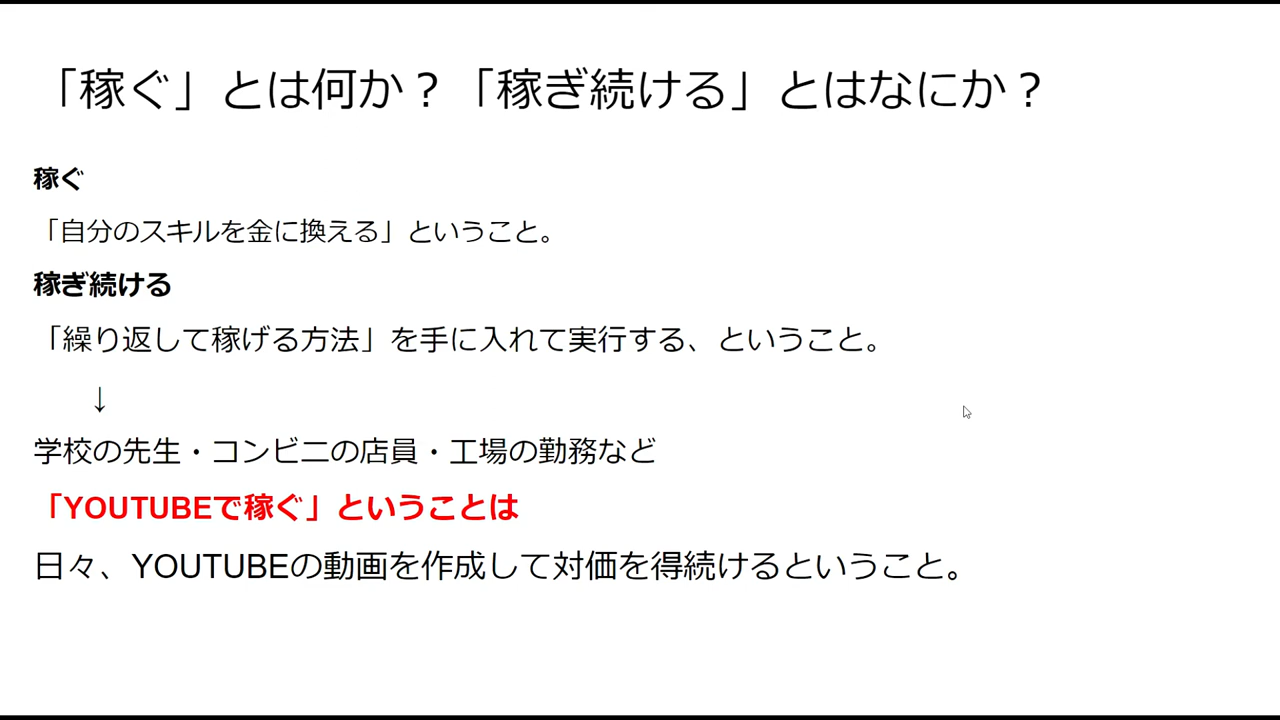 「稼ぐ」とは何か？「稼ぎ続ける」とはなにか？
稼ぐ
「自分のスキルを金に換える」ということ。
稼ぎ続ける
「繰り返して稼げる方法」を手に入れて実行する、ということ。
↓
学校の先生・コンビニの店員・工場の勤務など
「YOUTUBEで稼ぐ」ということは
日々、YOUTUBEの動画を作成して対価を得続けるということ。